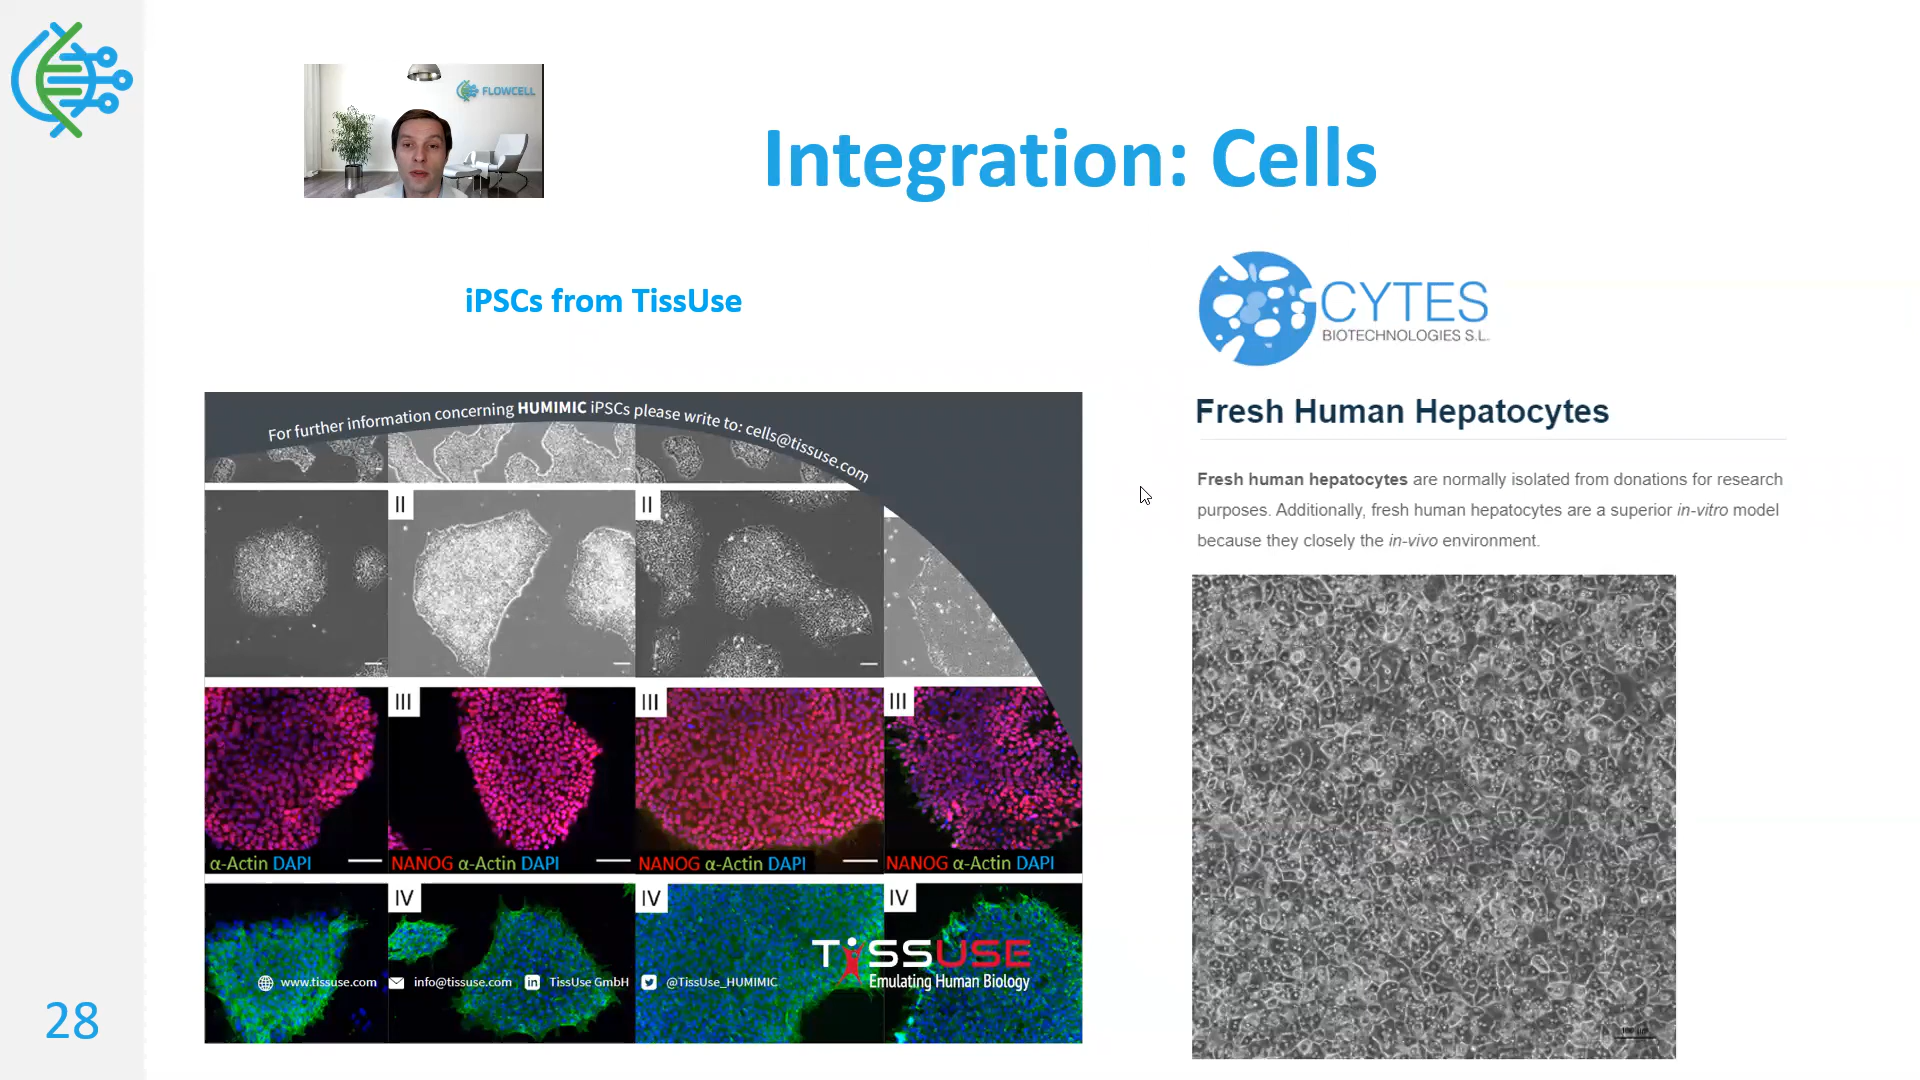 FLOWCELL
Integration: Cells
iPSCs from TissUse
For further information concerning HUMIMIC iPSCs please write to: cells@tissuse.com
II
II
III
III
III
α-Actin DAPI
NANOG α-Actin DAPI
NANOG α-Actin DAPI
NANOG α-Actin DAPI
IV
IV
IV
TISSUSE
Emulating Human Biology
www.tissuse.com
info@tissuse.com
TissUse GmbH
@TissUse_HUMIMIC
CYTES
BIOTECHNOLOGIES S.L.
Fresh Human Hepatocytes
Fresh human hepatocytes are normally isolated from donations for research
purposes. Additionally, fresh human hepatocytes are a superior in-vitro model
because they closely the in-vivo environment.
28